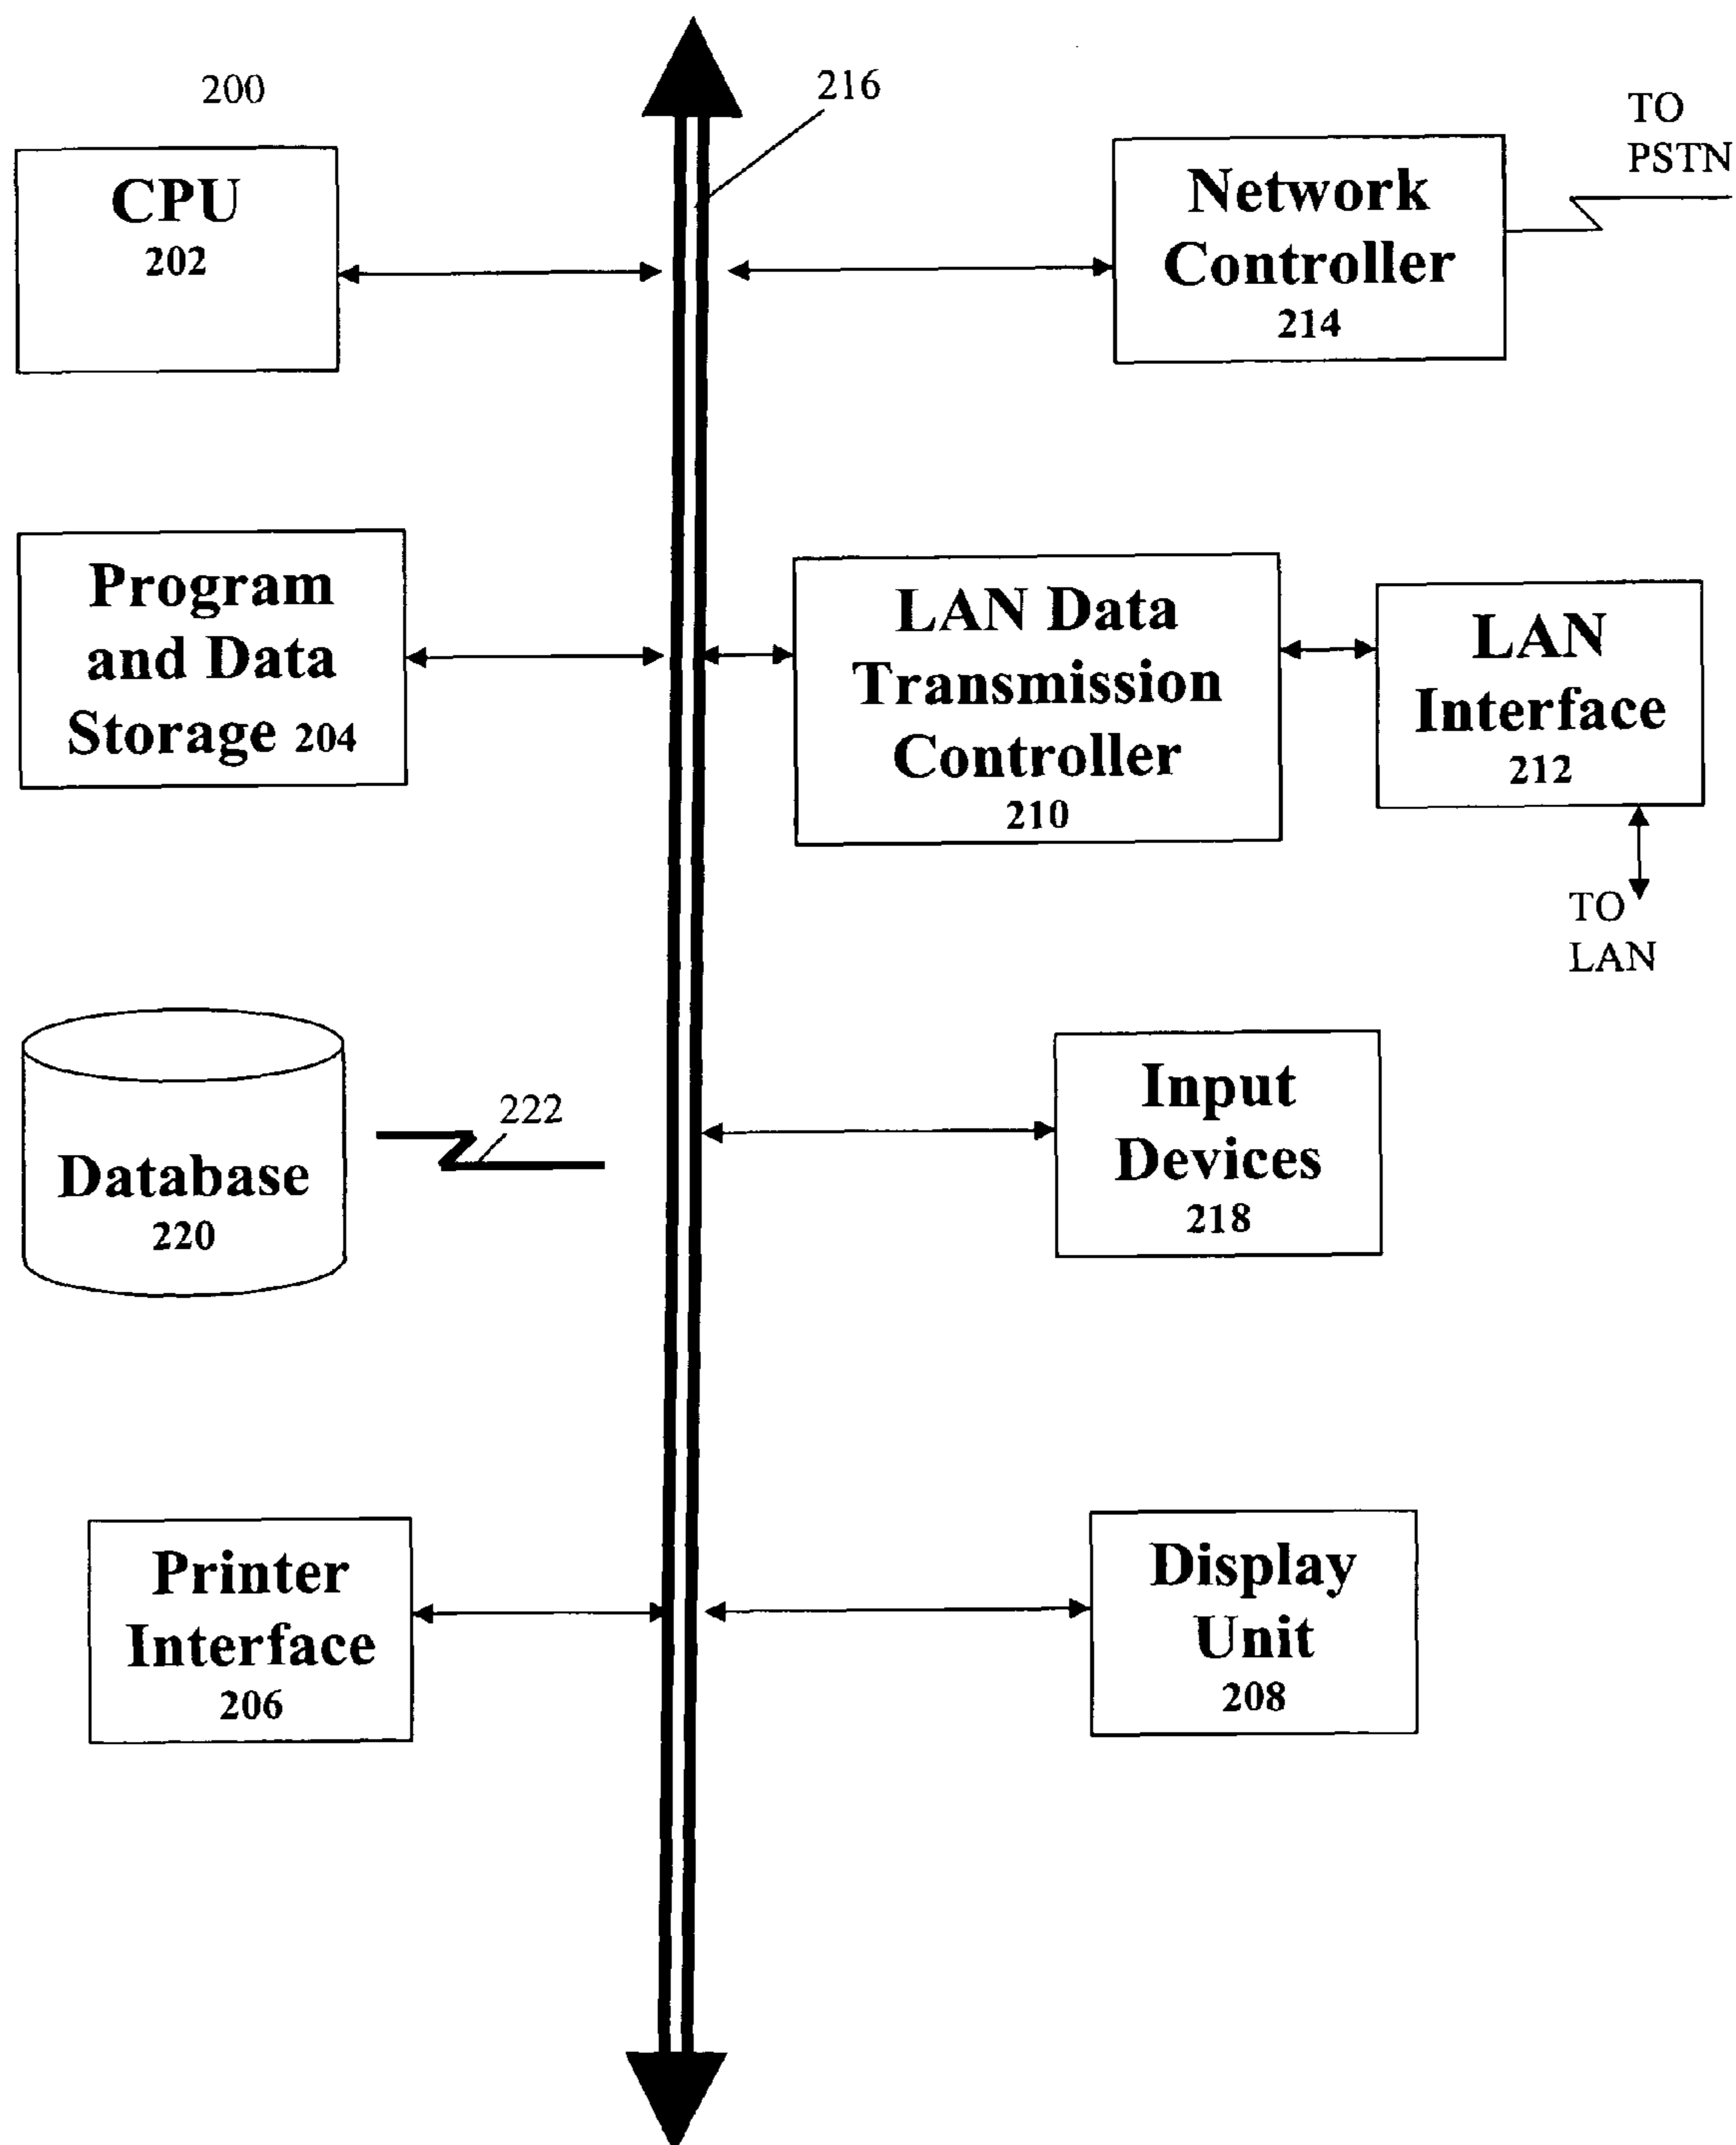 200
216
TO
PSTN
CPU
202
Network
Controller
214
Program
and Data
Storage 204
LAN Data
Transmission
Controller
210
LAN
Interface
212
TO
LAN
Database
220
222
Input
Devices
218
Printer
Interface
206
Display
Unit
208